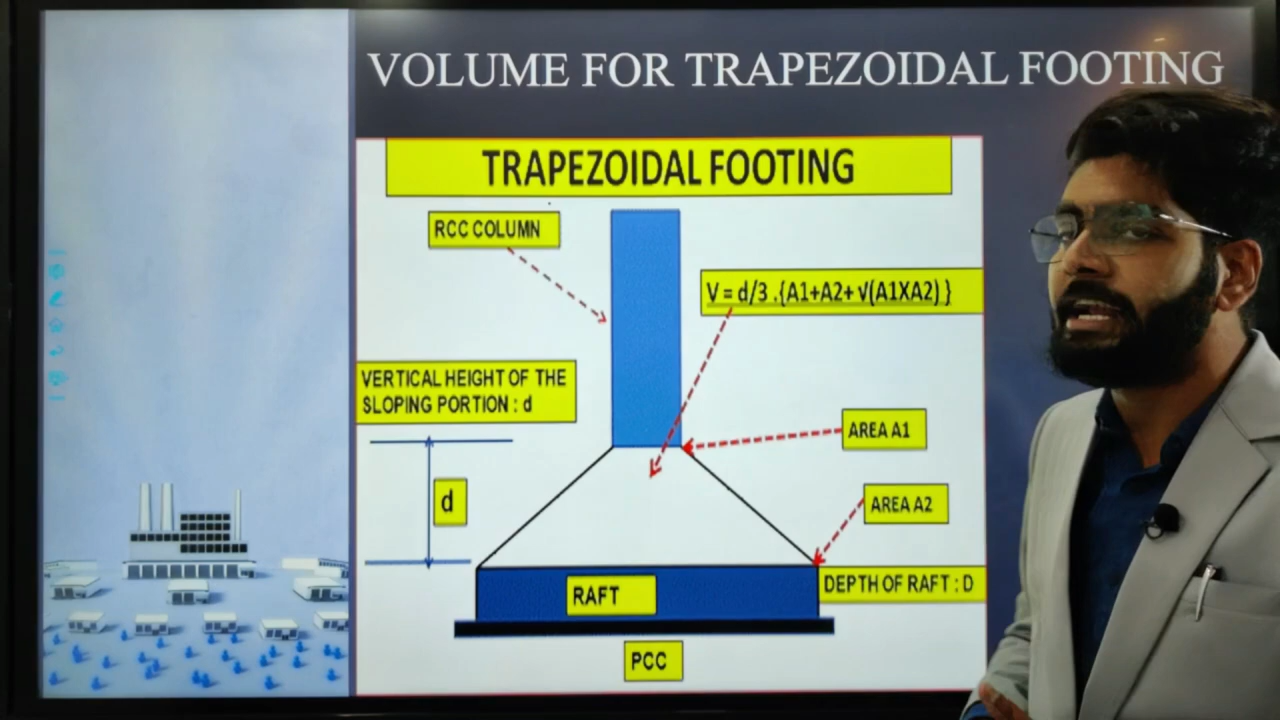 VOLUME FOR TRAPEZOIDAL FOOTING
TRAPEZOIDAL FOOTING
RCC COLUMN
V = d/3 .{A1+A2+ √(A1XA2) }
VERTICAL HEIGHT OF THE
SLOPING PORTION : d
AREA A1
d
AREA A2
RAFT
DEPTH OF RAFT : D
PCC